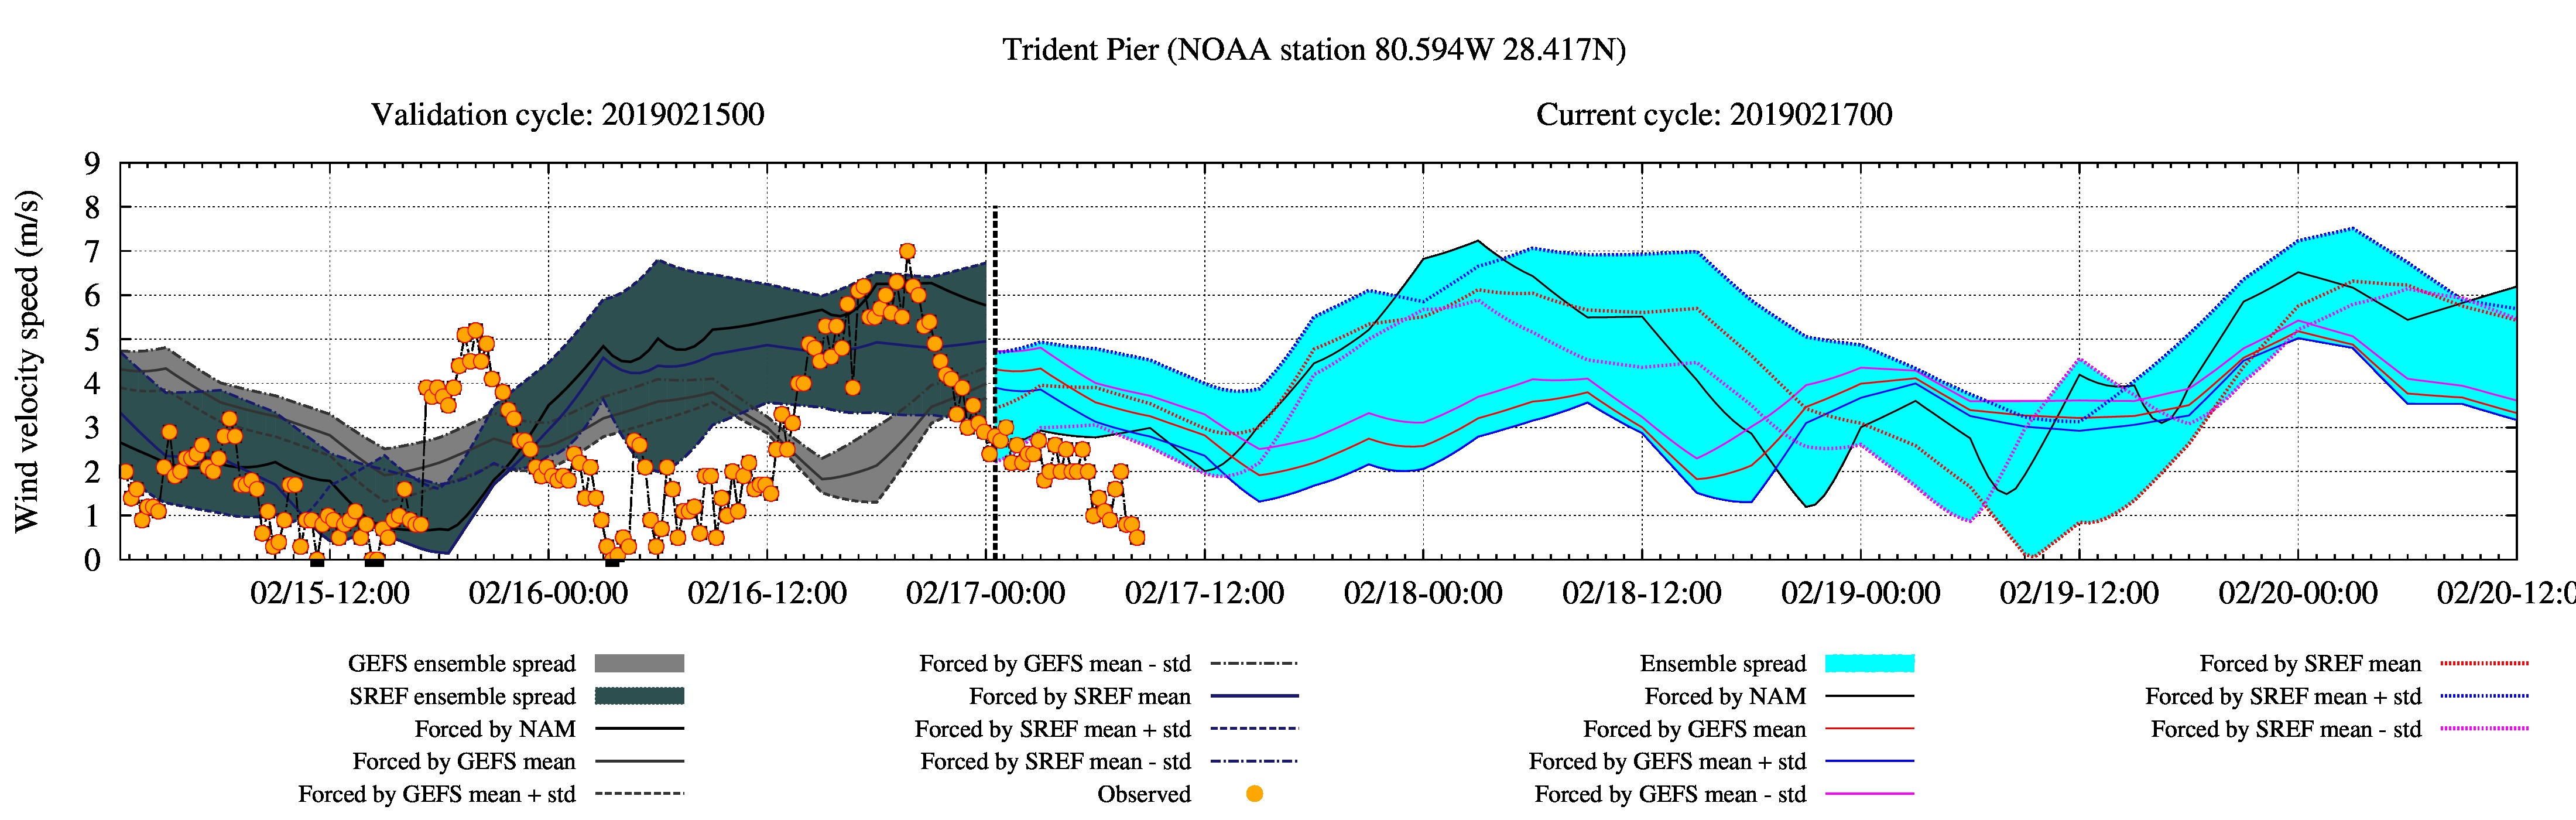 Trident Pier (NOAA station 80.594W 28.417N)
Validation cycle: 2019021500
Current cycle: 2019021700
Wind velocity speed (m/s)
9
8
7
6
5
4
3
2
1
0
02/15-12:00 02/16-00:00 02/16-12:00 02/17-00:00 02/17-12:00 02/18-00:00 02/18-12:00 02/19-00:00 02/19-12:00 02/20-00:00 02/20-12:0
GEFS ensemble spread
SREF ensemble spread
Forced by NAM
Forced by GEFS mean
Forced by GEFS mean + std
Forced by GEFS mean - std
Forced by SREF mean
Forced by SREF mean + std
Forced by SREF mean - std
Observed
Ensemble spread
Forced by NAM
Forced by GEFS mean
Forced by GEFS mean + std
Forced by GEFS mean - std
Forced by SREF mean
Forced by SREF mean + std
Forced by SREF mean - std